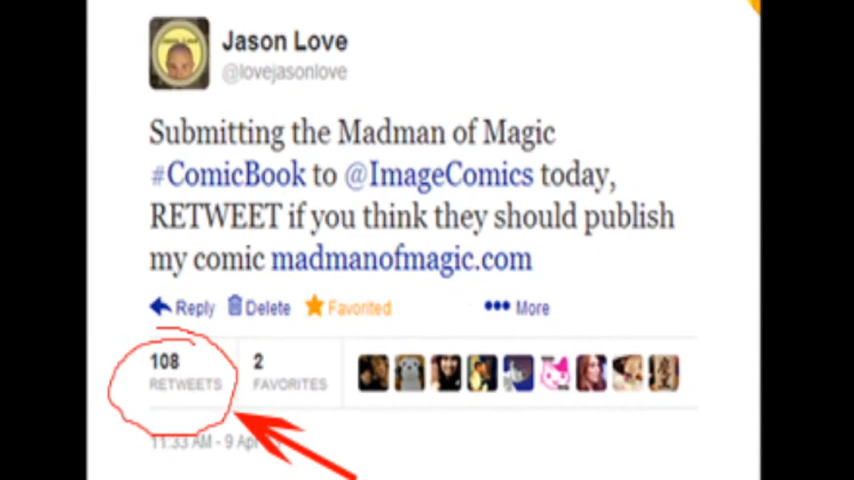 Jason Love
@lovejasonlove
Submitting the Madman of Magic
#ComicBook to @ImageComics today,
RETWEET if you think they should publish
my comic madmanofmagic.com
Reply Delete Favorited More
108 2
RETWEETS FAVORITES
11:33 AM - 9 Apr